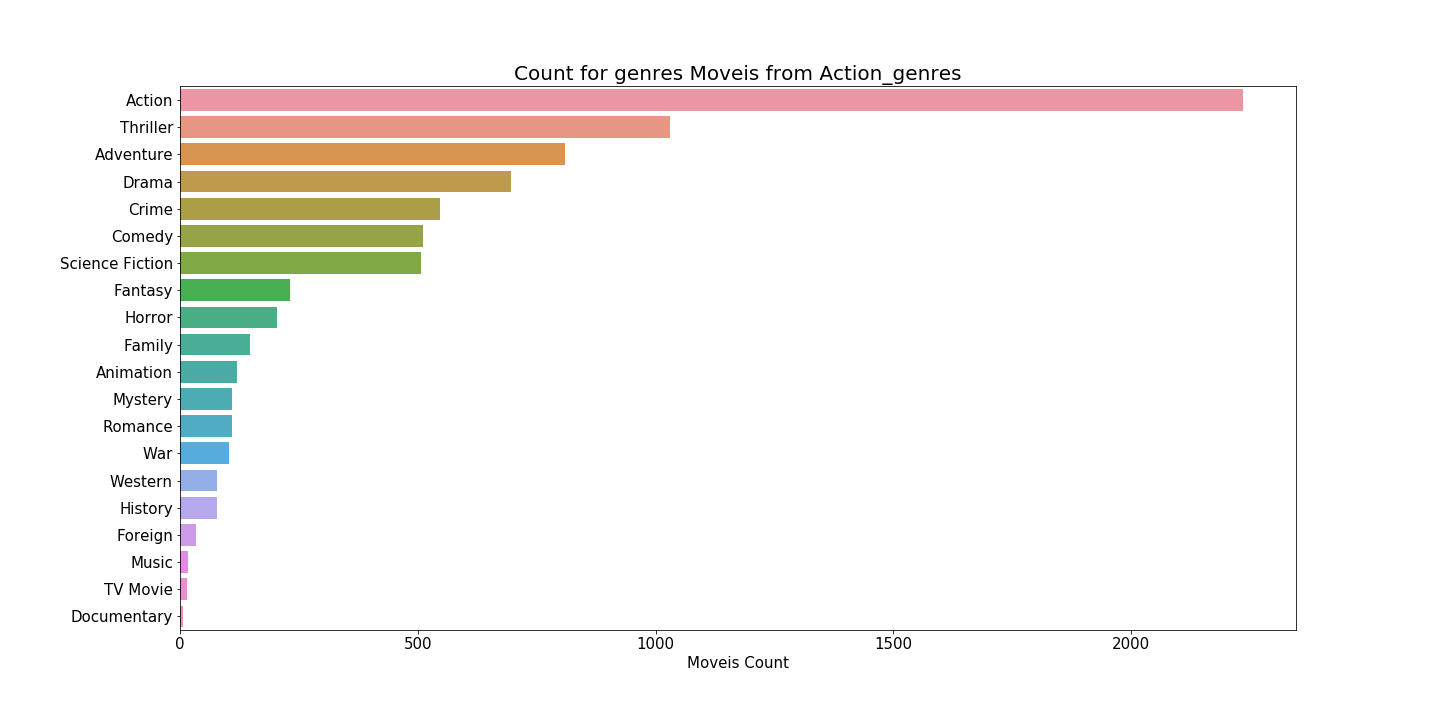 Count for genres Moveis from Action_genres
Action
Thriller
Adventure
Drama
Crime
Comedy
Science Fiction
Fantasy
Horror
Family
Animation
Mystery
Romance
War
Western
History
Foreign
Music
TV Movie
Documentary
0 500 1000 1500 2000
Moveis Count